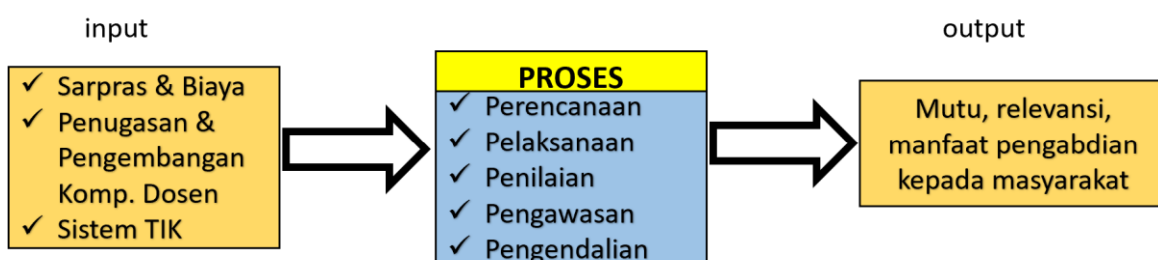 input
✓ Sarpras & Biaya
✓ Penugasan &
Pengembangan
Komp. Dosen
✓ Sistem TIK
PROSES
✓ Perencanaan
✓ Pelaksanaan
✓ Penilaian
✓ Pengawasan
✓ Pengendalian
output
Mutu, relevansi,
manfaat pengabdian
kepada masyarakat